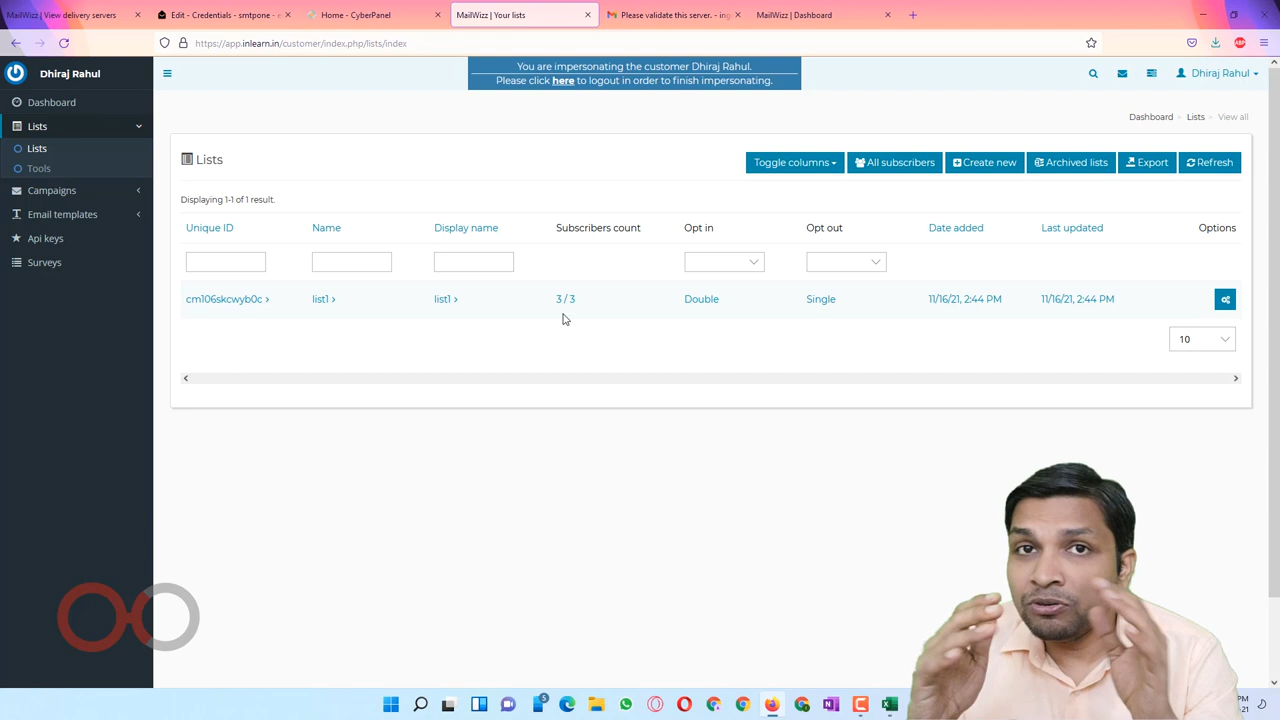 MailWizz | View delivery servers
Edit - Credentials - smtpone - e
Home - CyberPanel
MailWizz | Your lists
Please validate this server. - ing
MailWizz | Dashboard
https://app.inlearn.in/customer/index.php/lists/index
ABP
Dhiraj Rahul
You are impersonating the customer Dhiraj Rahul.
Please click here to logout in order to finish impersonating.
Dhiraj Rahul
Dashboard
Lists
Lists
Tools
Campaigns
Email templates
Api keys
Surveys
Dashboard Lists View all
Lists
Toggle columns
All subscribers
Create new
Archived lists
Export
Refresh
Displaying 1-1 of 1 result.
Unique ID Name Display name Subscribers count Opt in Opt out Date added Last updated Options
cm106skcwyb0c list1 list1 3 / 3 Double Single 11/16/21, 2:44 PM 11/16/21, 2:44 PM
10
5
PM
21